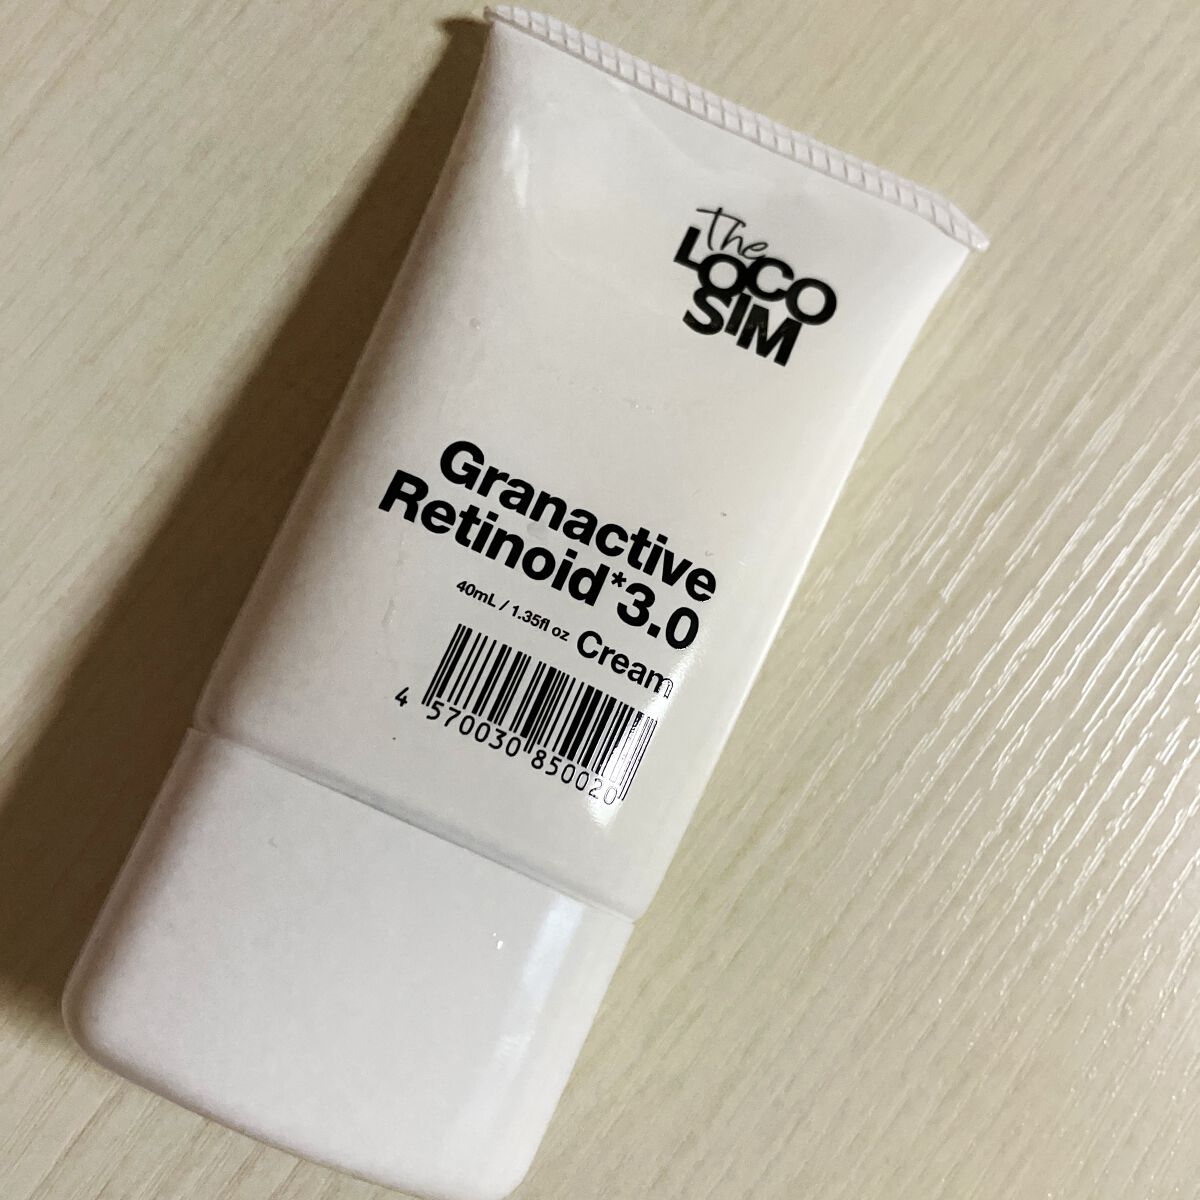 The
LOCO
SIM
Granactive
Retinoid*3.0
40mL / 1.35fl oz Cream
4 570030 850020